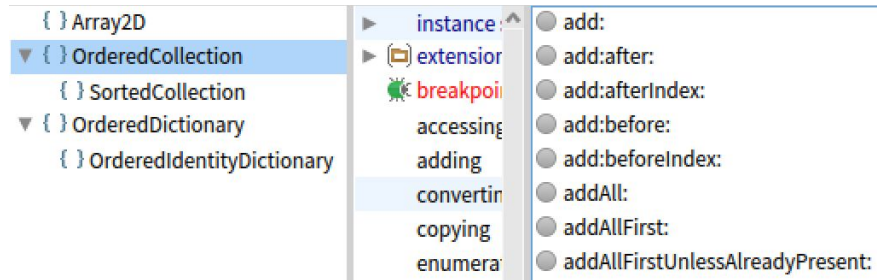 { } Array2D
{ } OrderedCollection
{ } SortedCollection
{ } OrderedDictionary
{ } OrderedIdentityDictionary
instance
extension
breakpoi
accessing
adding
convertin
copying
enumera
add:
add:after:
add:afterIndex:
add:before:
add:beforeIndex:
addAll:
addAllFirst:
addAllFirstUnlessAlreadyPresent: